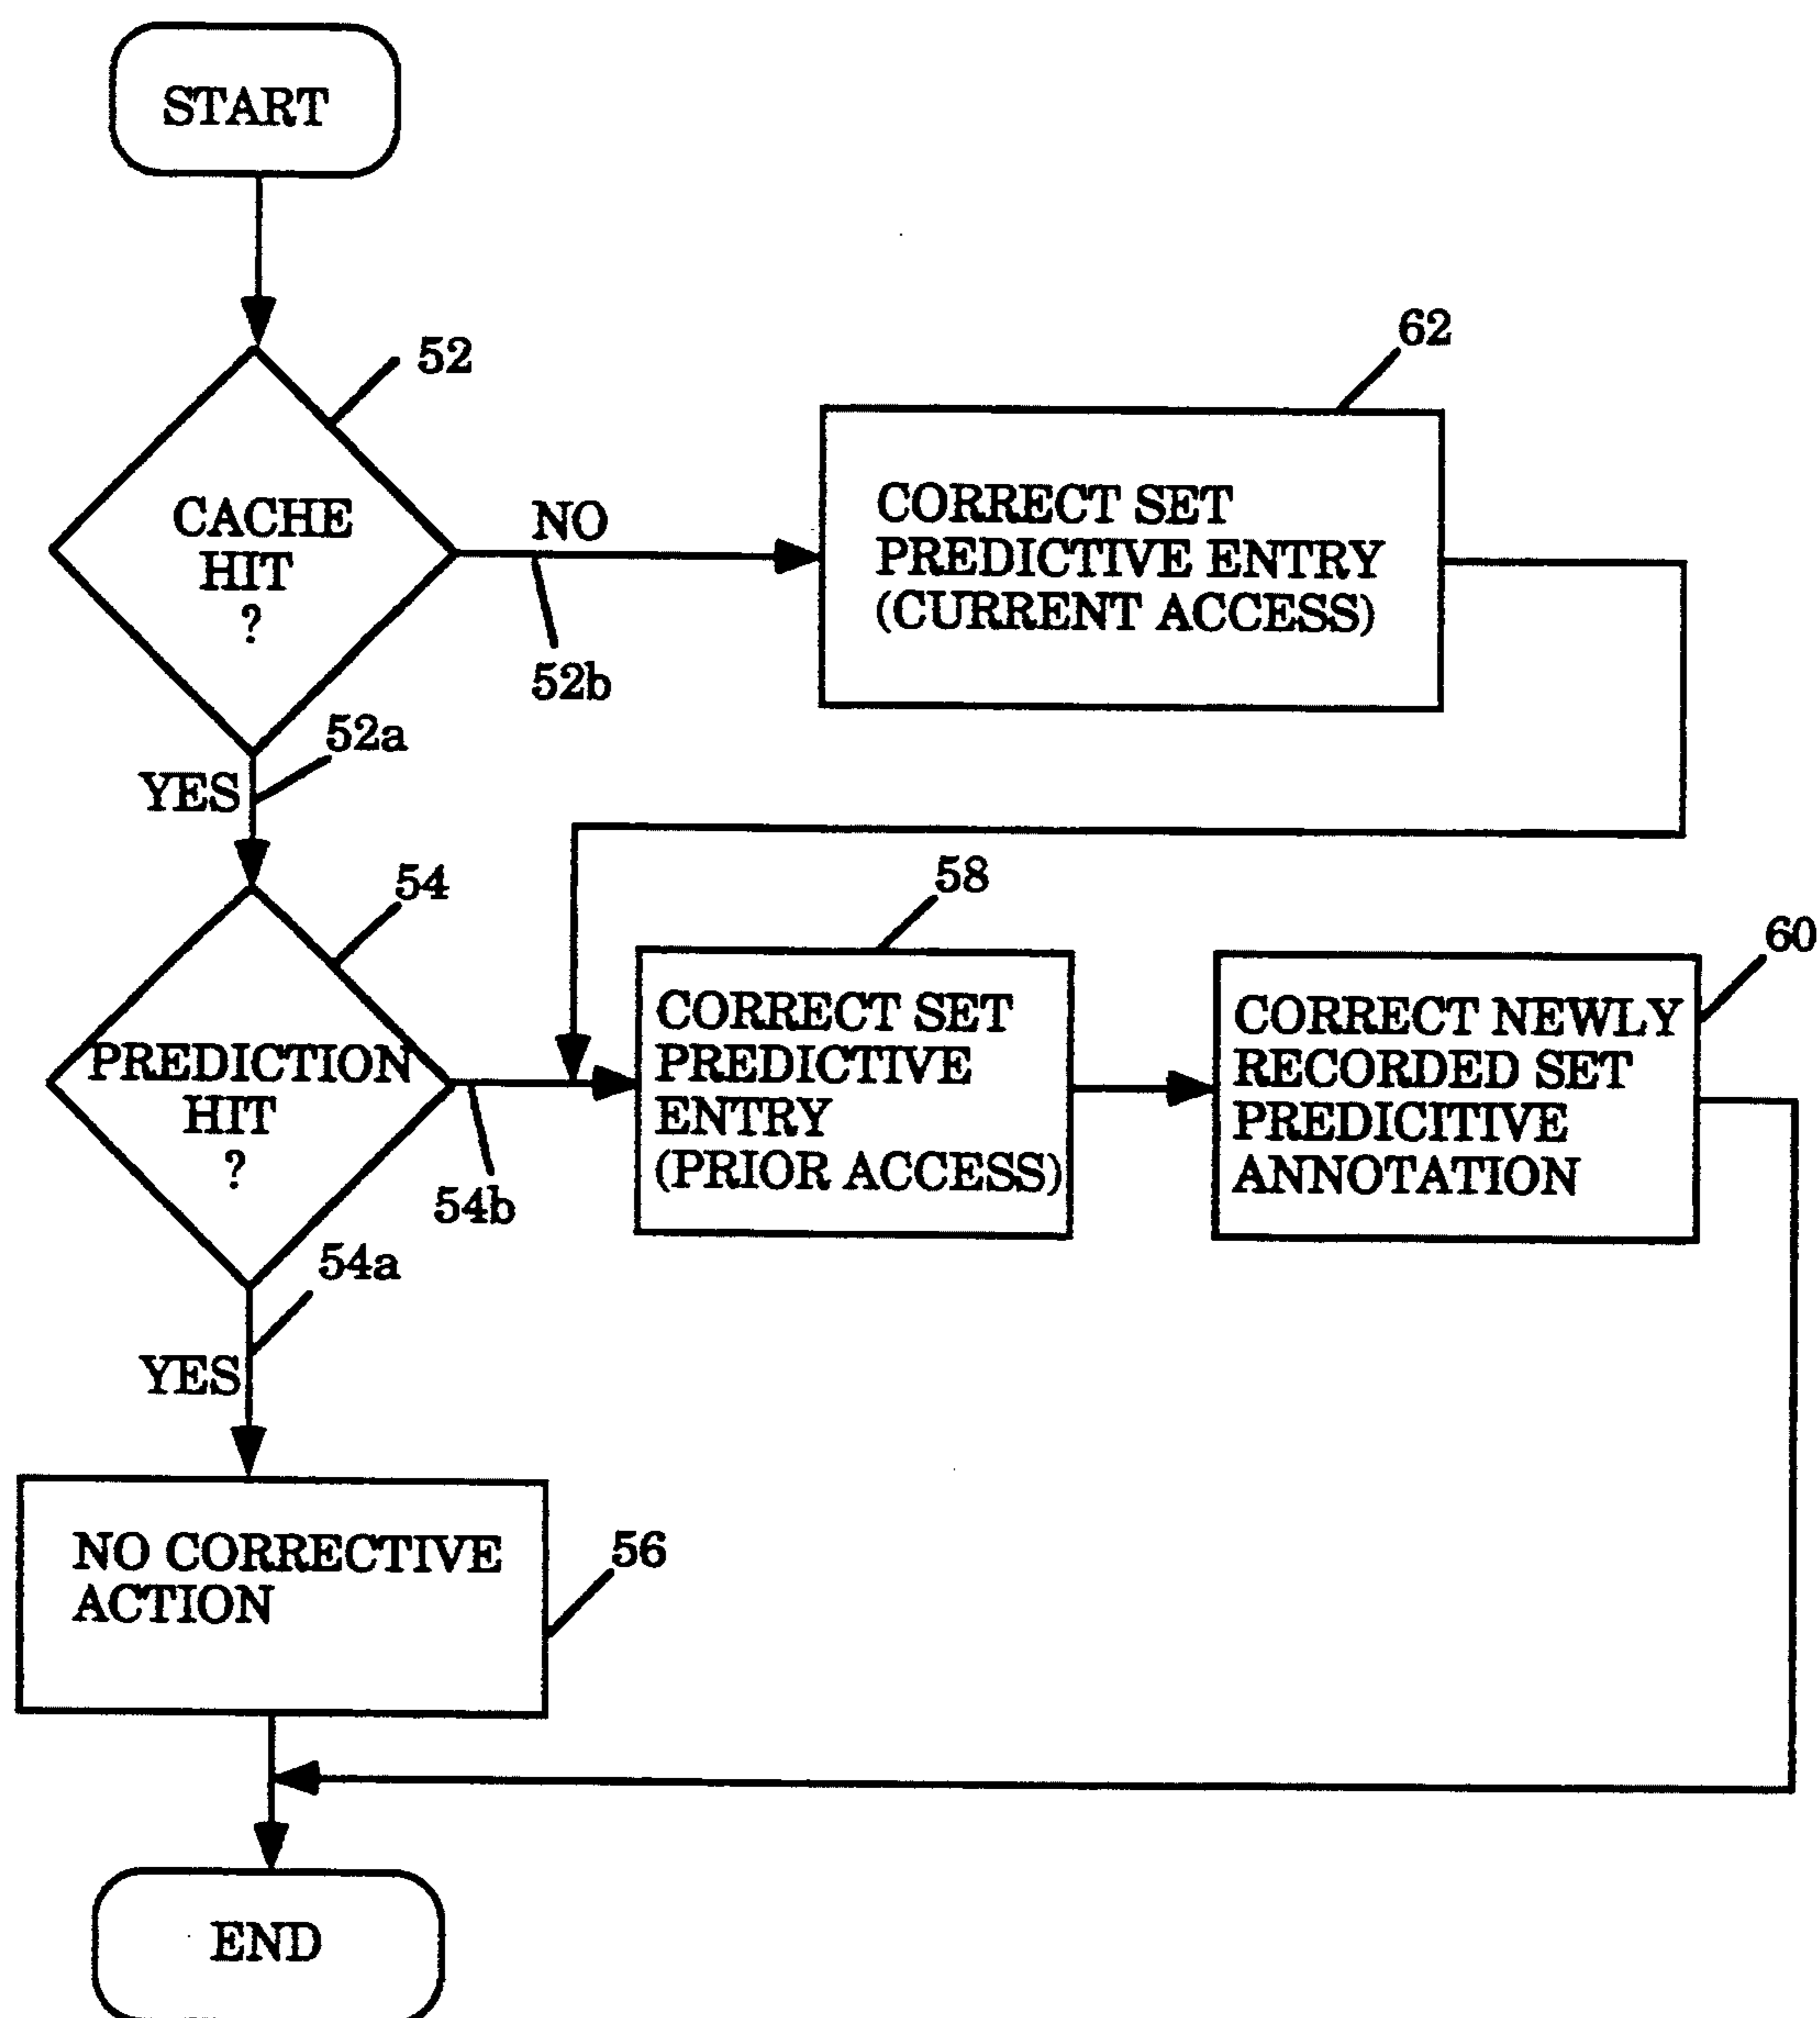 START
52
62
CACHE
HIT
?
NO
52b
CORRECT SET
PREDICTIVE ENTRY
(CURRENT ACCESS)
52a
YES
54
58
60
PREDICTION
HIT
?
54b
CORRECT SET
PREDICTIVE
ENTRY
(PRIOR ACCESS)
CORRECT NEWLY
RECORDED SET
PREDICITIVE
ANNOTATION
54a
YES
NO CORRECTIVE
ACTION
56
END